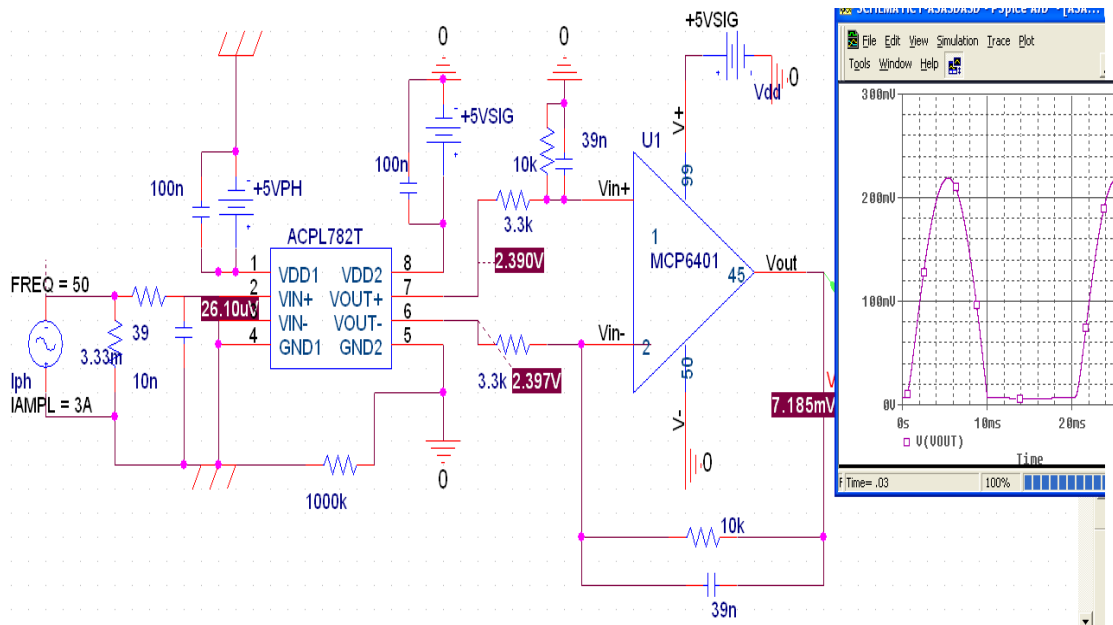 +5VSIG
0
0
0
Vdd
+5VSIG
39n
10k
U1
V+
99
100n
100n
+5VPH
Vin+
3.3k
ACPL782T
2.390V
1
MCP6401
45
Vout
1 VDD1 VDD2 8
2 VIN+ VOUT+ 7
VIN- VOUT- 6
4 GND1 GND2 5
FREQ = 50
26.10uV
39
3.33m
10n
Iph
IAMPL = 3A
Vin-
2
3.3k
2.397V
50
V-
7.185mV
0
0
1000k
10k
39n
File Edit View Simulation Trace Plot
Tools Window Help
300mV
200mV
100mV
0V
0s 10ms 20ms
V(VOUT)
Time
Time= .03 100%